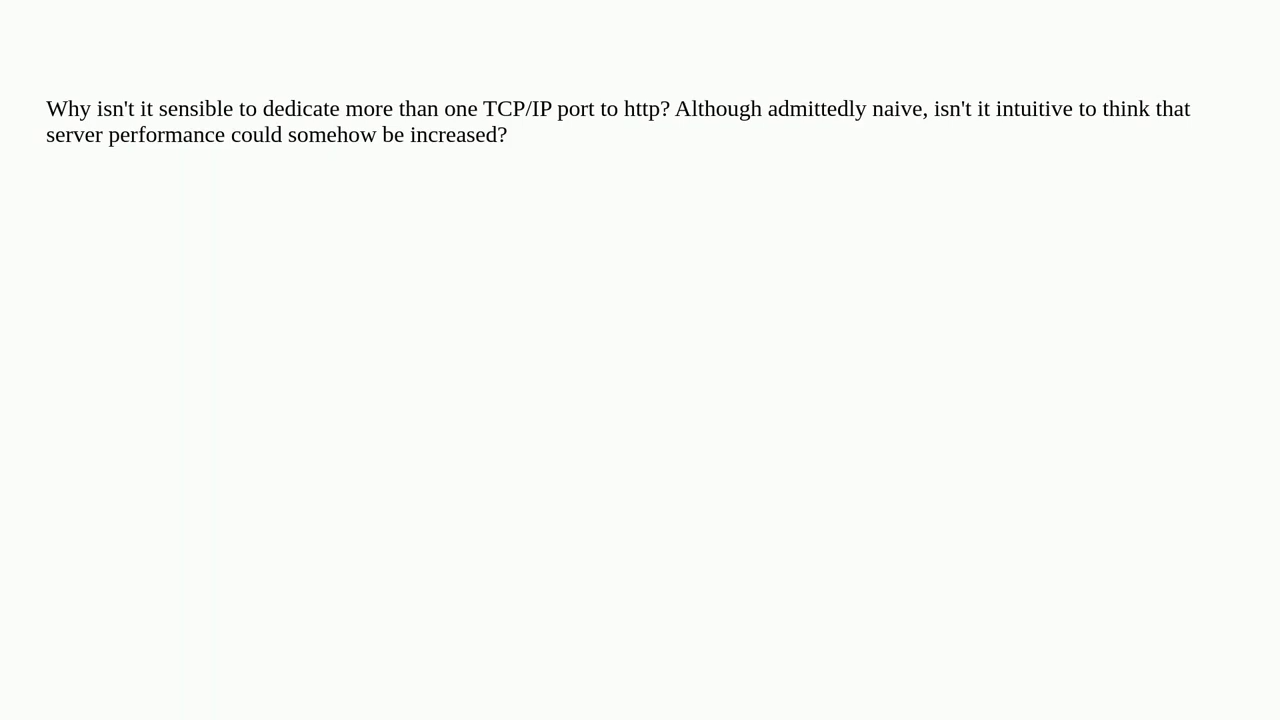 Why isn't it sensible to dedicate more than one TCP/IP port to http? Although admittedly naive, isn't it intuitive to think that
server performance could somehow be increased?